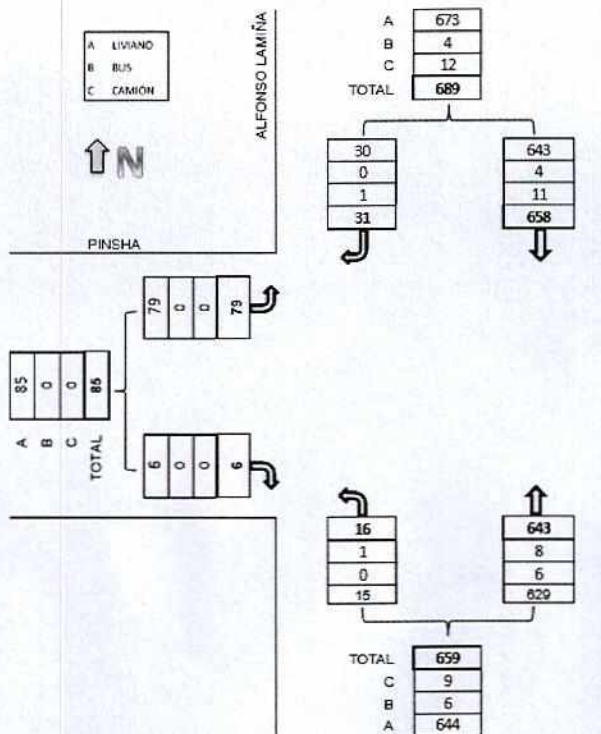 A LIVIANO
B BUS
C CAMIÓN
N
ALFONSO LAMIÑA
PINSHA
A 673
B 4
C 12
TOTAL 689
30
0
1
31
643
4
11
658
79 0 0 79
A 85
B 0
C 0
TOTAL 85
6 0 0 6
16
1
0
15
643
8
6
629
TOTAL 659
C 9
B 6
A 644